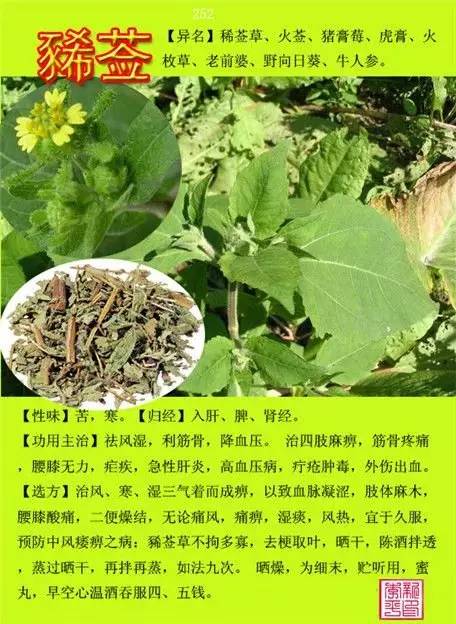 252
豨莶
【异名】稀莶草、火莶、猪膏莓、虎膏、火
枚草、老前婆、野向日葵、牛人参。
【性味】苦，寒。【归经】入肝、脾、肾经。
【功用主治】祛风湿，利筋骨，降血压。 治四肢麻痹，筋骨疼痛
，腰膝无力，疟疾，急性肝炎，高血压病，疔疮肿毒，外伤出血。
【选方】治风、寒、湿三气着而成痹，以致血脉凝涩，肢体麻木，
腰膝酸痛，二便燥结，无论痛风，痛痹，湿痰，风热，宜于久服，
预防中风痿痹之病：豨莶草不拘多寡，去梗取叶，晒干，陈酒拌透
，蒸过晒干，再拌再蒸，如法九次。 晒燥，为细末，贮听用，蜜
丸，早空心温酒吞服四、五钱。